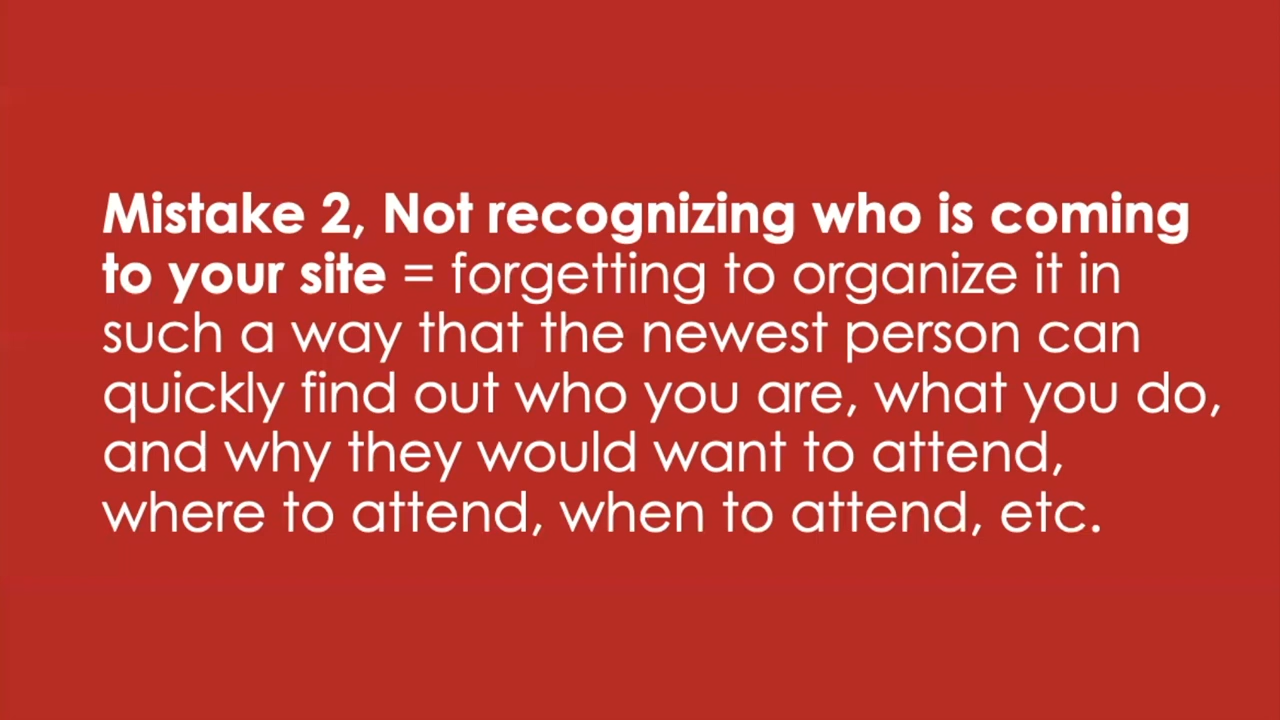 Mistake 2, Not recognizing who is coming
to your site = forgetting to organize it in
such a way that the newest person can
quickly find out who you are, what you do,
and why they would want to attend,
where to attend, when to attend, etc.